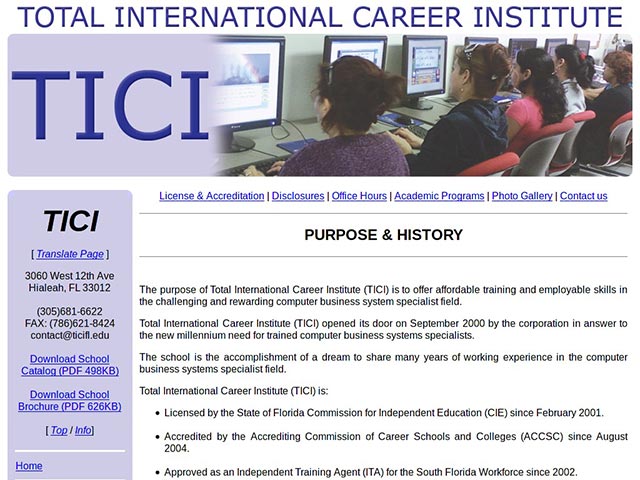 TOTAL INTERNATIONAL CAREER INSTITUTE
TICI
TICI
[ Translate Page ]
3060 West 12th Ave
Hialeah, FL 33012
(305)681-6622
FAX: (786)621-8424
contact@ticifl.edu
Download School
Catalog (PDF 498KB)
Download School
Brochure (PDF 626KB)
[ Top / Info]
Home
License & Accreditation | Disclosures | Office Hours | Academic Programs | Photo Gallery | Contact us
PURPOSE & HISTORY
The purpose of Total International Career Institute (TICI) is to offer affordable training and employable skills in
the challenging and rewarding computer business system specialist field.
Total International Career Institute (TICI) opened its door on September 2000 by the corporation in answer to
the new millennium need for trained computer business systems specialists.
The school is the accomplishment of a dream to share many years of working experience in the computer
business systems specialist field.
Total International Career Institute (TICI) is:
• Licensed by the State of Florida Commission for Independent Education (CIE) since February 2001.
• Accredited by the Accrediting Commission of Career Schools and Colleges (ACCSC) since August
2004.
• Approved as an Independent Training Agent (ITA) for the South Florida Workforce since 2002.